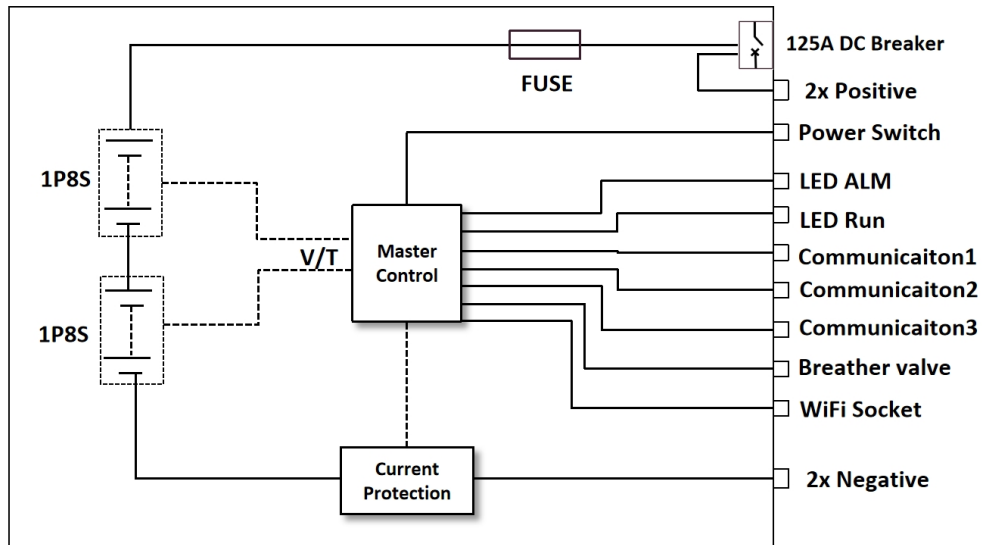 125A DC Breaker
FUSE
2x Positive
Power Switch
1P8S
LED ALM
LED Run
V/T
Master
Control
Communicaiton1
Communicaiton2
1P8S
Communicaiton3
Breather valve
WiFi Socket
Current
Protection
2x Negative